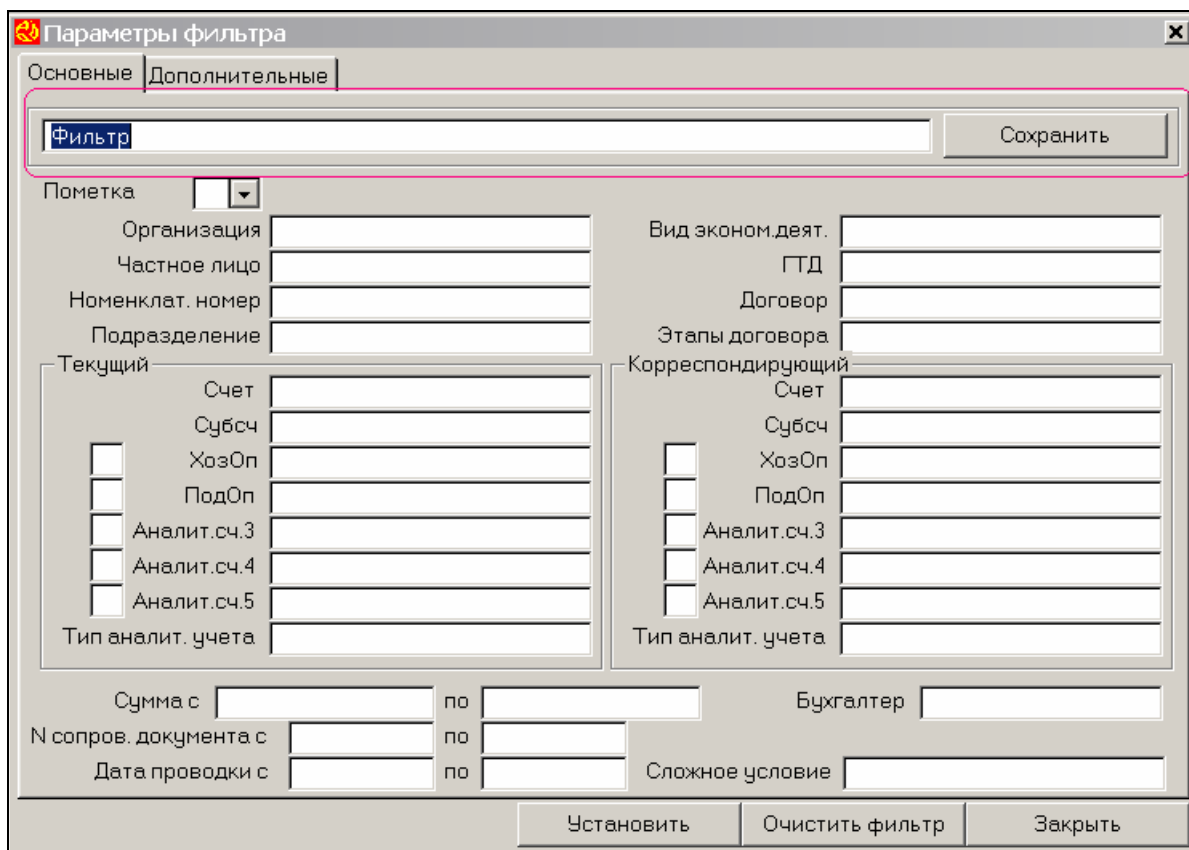 Параметры фильтра
Основные Дополнительные
Фильтр Сохранить
Пометка
Организация Вид эконом.деят.
Частное лицо ГТД
Номенклат. номер Договор
Подразделение Этапы договора
Текущий Корреспондирующий
Счет Счет
Субсч Субсч
ХозОп ХозОп
ПодОп ПодОп
Аналит.сч.3 Аналит.сч.3
Аналит.сч.4 Аналит.сч.4
Аналит.сч.5 Аналит.сч.5
Тип аналит. учета Тип аналит. учета
Сумма с по Бухгалтер
N сопров. документа с по
Дата проводки с по Сложное условие
Установить Очистить фильтр Закрыть